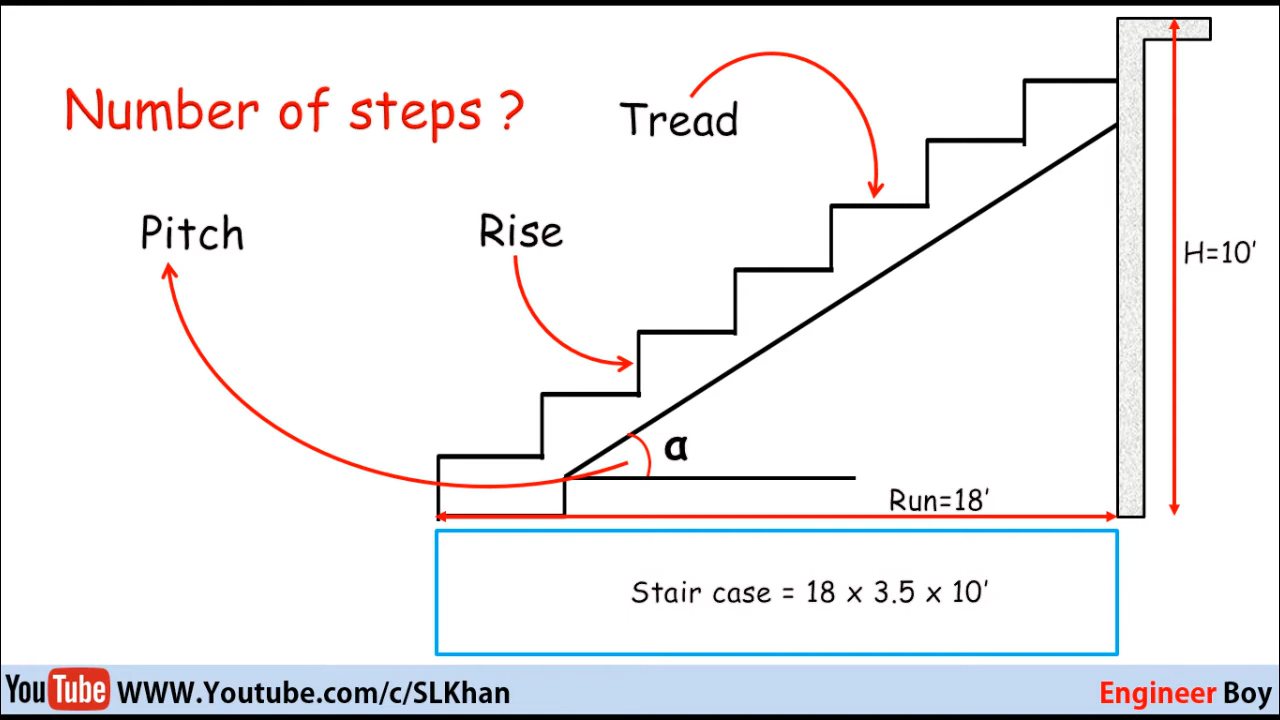 Number of steps ?
Tread
Pitch
Rise
H=10'
α
Run=18'
Stair case = 18 x 3.5 x 10'
YouTube WWW.Youtube.com/c/SLKhan
Engineer Boy